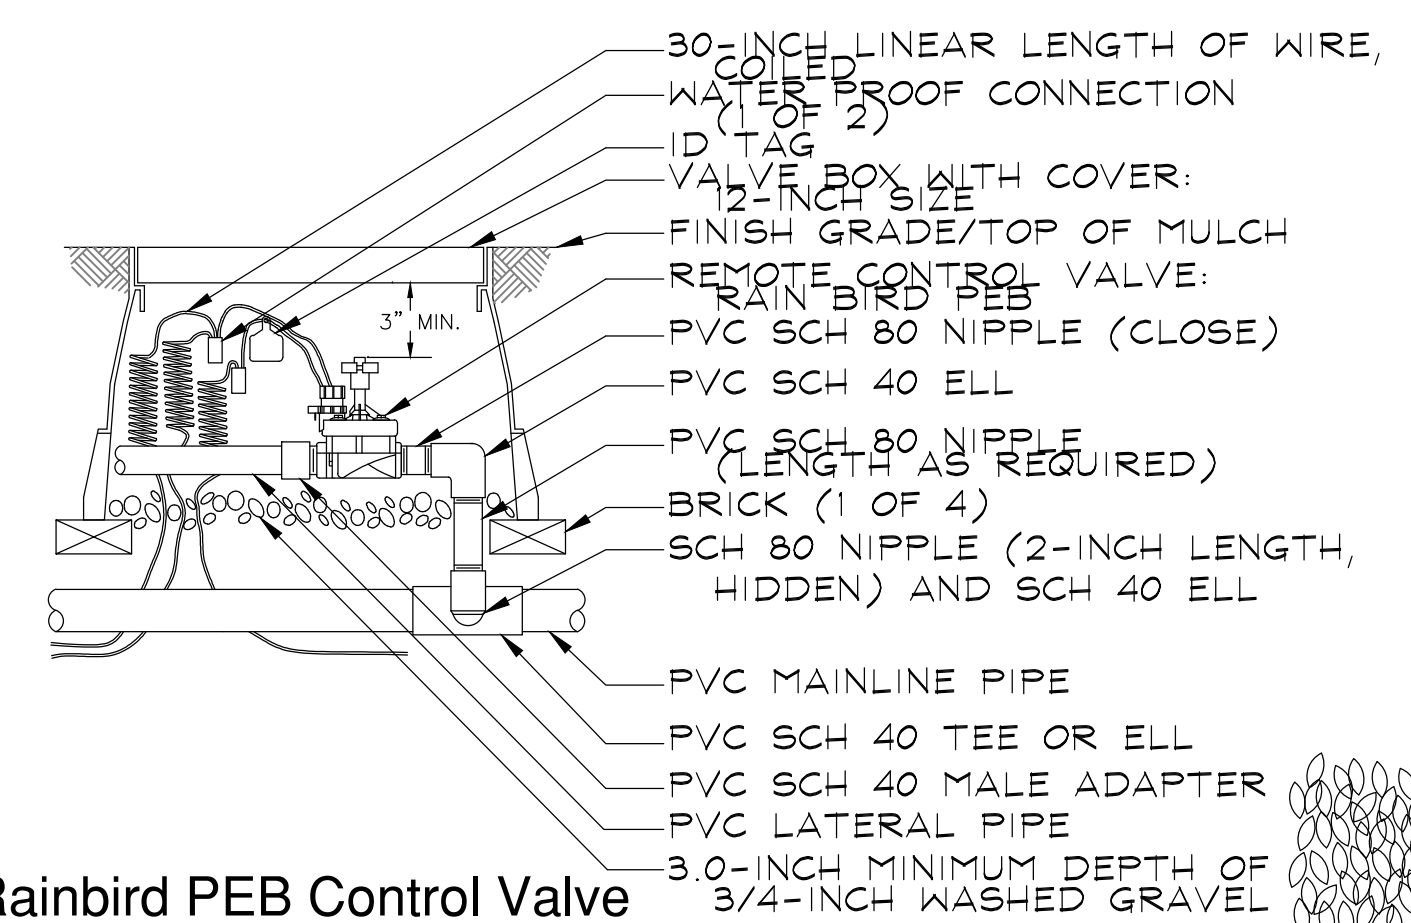 30-INCH LINEAR LENGTH OF WIRE,
COILED
WATER PROOF CONNECTION
(1 OF 2)
ID TAG
VALVE BOX WITH COVER:
12-INCH SIZE
FINISH GRADE/TOP OF MULCH
REMOTE CONTROL VALVE:
RAIN BIRD PEB
3" MIN.
PVC SCH 80 NIPPLE (CLOSE)
PVC SCH 40 ELL
PVC SCH 80 NIPPLE
(LENGTH AS REQUIRED)
BRICK (1 OF 4)
SCH 80 NIPPLE (2-INCH LENGTH,
HIDDEN) AND SCH 40 ELL
PVC MAINLINE PIPE
PVC SCH 40 TEE OR ELL
PVC SCH 40 MALE ADAPTER
PVC LATERAL PIPE
3.0-INCH MINIMUM DEPTH OF
3/4-INCH WASHED GRAVEL
Rainbird PEB Control Valve